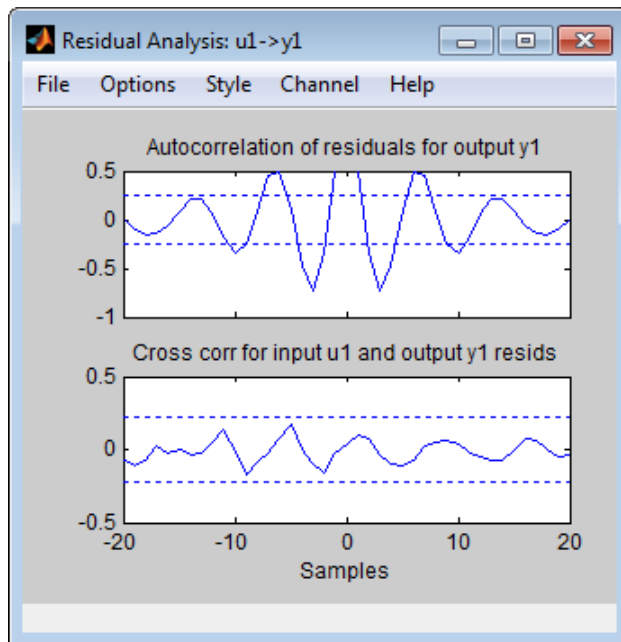 Residual Analysis: u1->y1
File Options Style Channel Help
Autocorrelation of residuals for output y1
0.5
0
-0.5
-1
Cross corr for input u1 and output y1 resids
0.5
0
-0.5
-20 -10 0 10 20
Samples